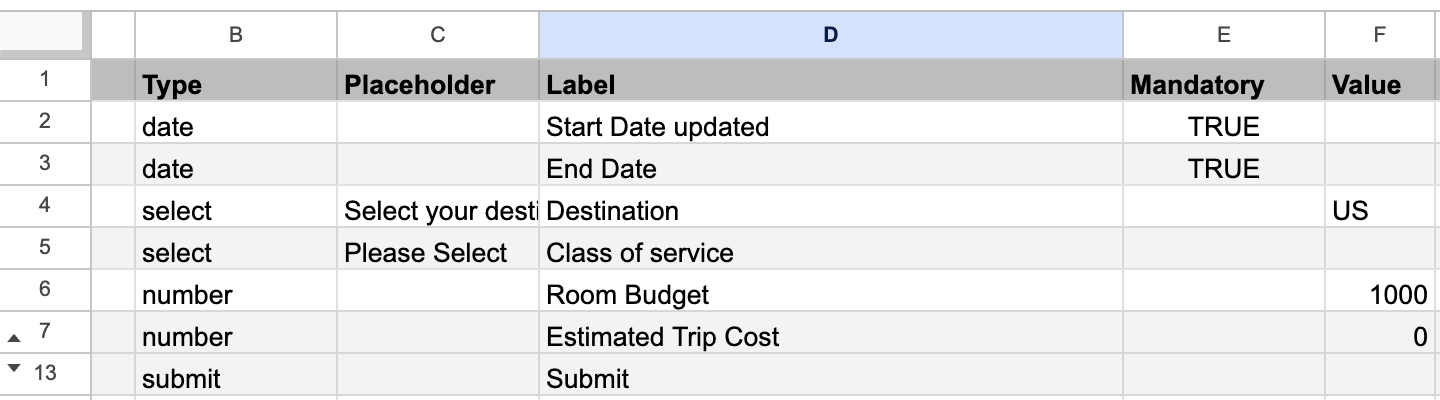 B C D E F
1 Type Placeholder Label Mandatory Value
2 date Start Date updated TRUE
3 date End Date TRUE
4 select Select your desti Destination US
5 select Please Select Class of service
6 number Room Budget 1000
7 number Estimated Trip Cost 0
13 submit Submit